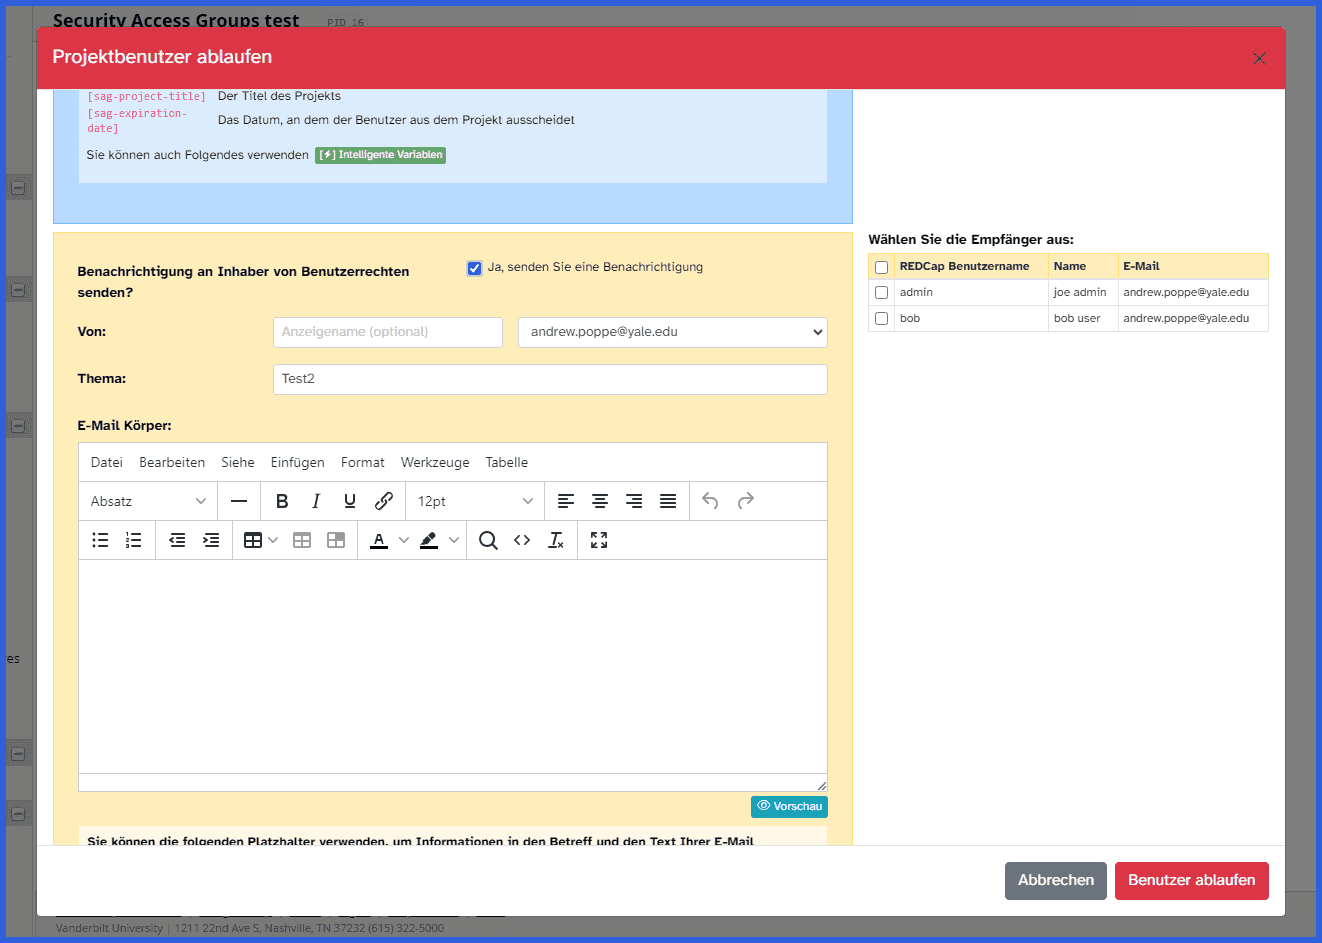 Security Access Groups test PID 16
Projektbenutzer ablaufen
[sag-project-title] Der Titel des Projekts
[sag-expiration-date] Das Datum, an dem der Benutzer aus dem Projekt ausscheidet
Sie können auch Folgendes verwenden [⚡] Intelligente Variablen
Benachrichtigung an Inhaber von Benutzerrechten senden?
Ja, senden Sie eine Benachrichtigung
Von: Anzeigename (optional) andrew.poppe@yale.edu
Thema: Test2
E-Mail Körper:
Datei Bearbeiten Siehe Einfügen Format Werkzeuge Tabelle
Absatz 12pt
Vorschau
Sie können die folgenden Platzhalter verwenden, um Informationen in den Betreff und den Text Ihrer E-Mail
Wählen Sie die Empfänger aus:
REDCap Benutzername Name E-Mail
admin joe admin andrew.poppe@yale.edu
bob bob user andrew.poppe@yale.edu
Abbrechen Benutzer ablaufen
es
Vanderbilt University | 1211 22nd Ave S, Nashville, TN 37232 (615) 322-5000